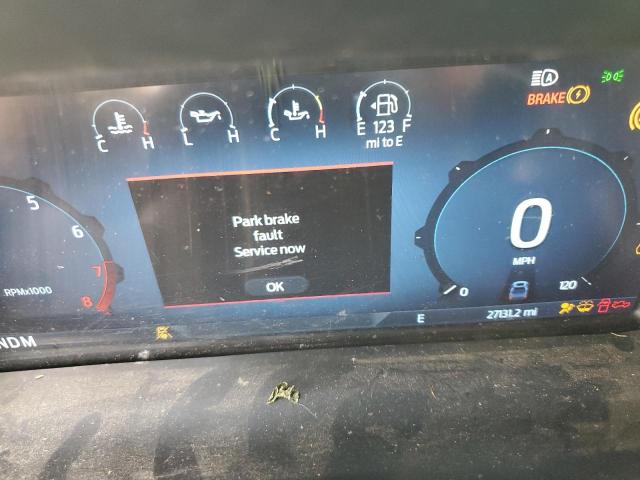 BRAKE
C H
L H
C H
E 123 F
mi to E
5
6
7
8
RPMx1000
Park brake
fault
Service now
OK
0
MPH
0 120
E 27131.2 mi
NDM